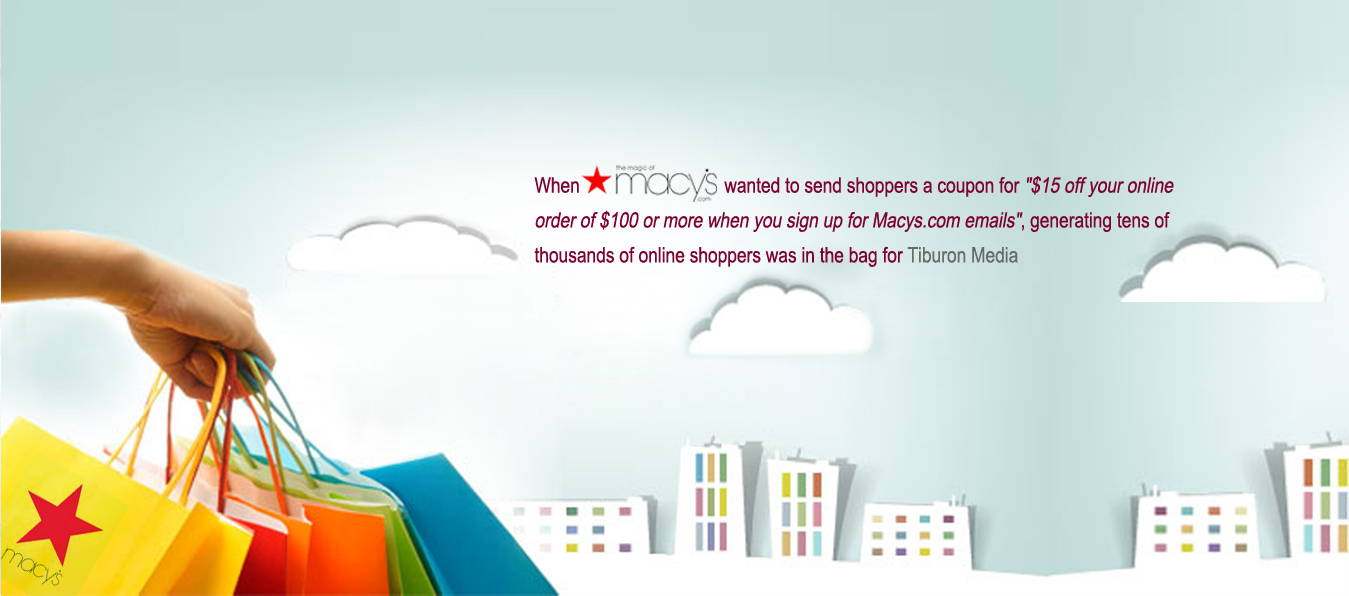 When the magic of macy's .com wanted to send shoppers a coupon for "$15 off your online
order of $100 or more when you sign up for Macys.com emails", generating tens of
thousands of online shoppers was in the bag for Tiburon Media
macy's